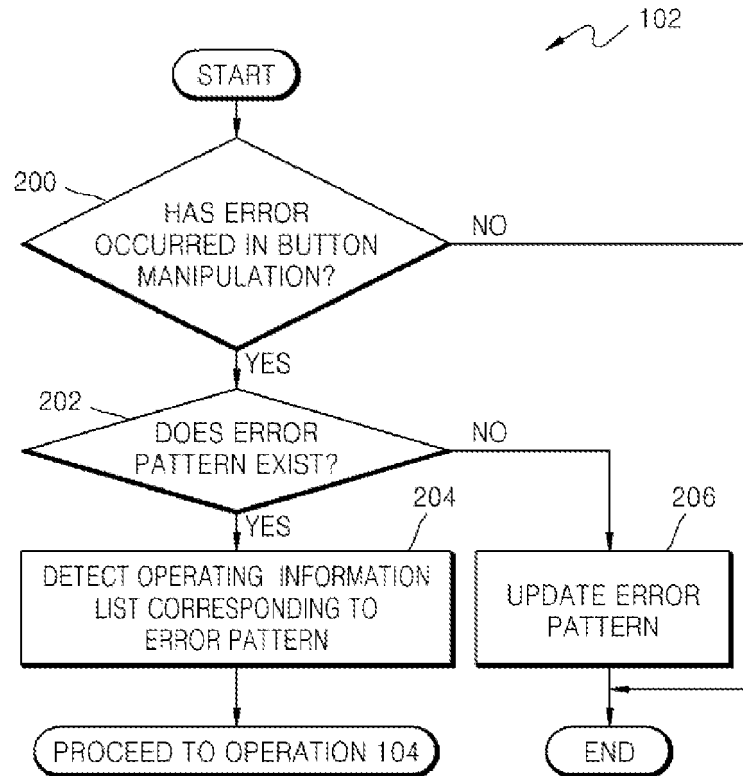 102
START
200
HAS ERROR
OCCURRED IN BUTTON
MANIPULATION?
NO
YES
202
DOES ERROR
PATTERN EXIST?
NO
YES
204
DETECT OPERATING INFORMATION
LIST CORRESPONDING TO
ERROR PATTERN
206
UPDATE ERROR
PATTERN
PROCEED TO OPERATION 104
END